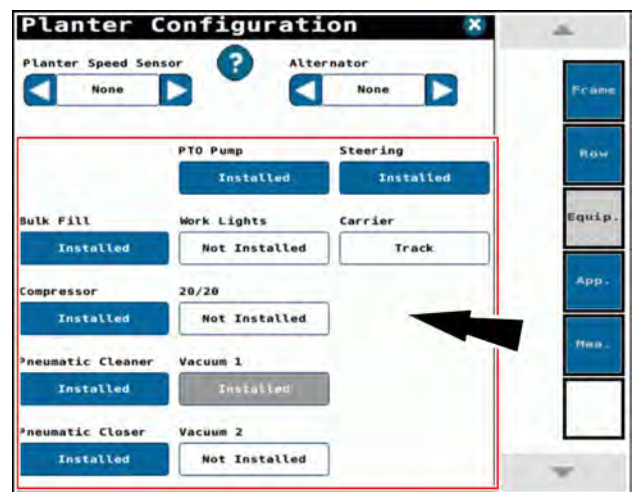 Planter Configuration
Planter Speed Sensor
?
Alternator
None
None
Frame
PTO Pump
Steering
Row
Installed
Installed
Bulk Fill
Work Lights
Carrier
Equip.
Installed
Not Installed
Track
Compressor
20/20
App.
Installed
Not Installed
Mea.
Pneumatic Cleaner
Vacuum 1
Installed
Installed
Pneumatic Closer
Vacuum 2
Installed
Not Installed